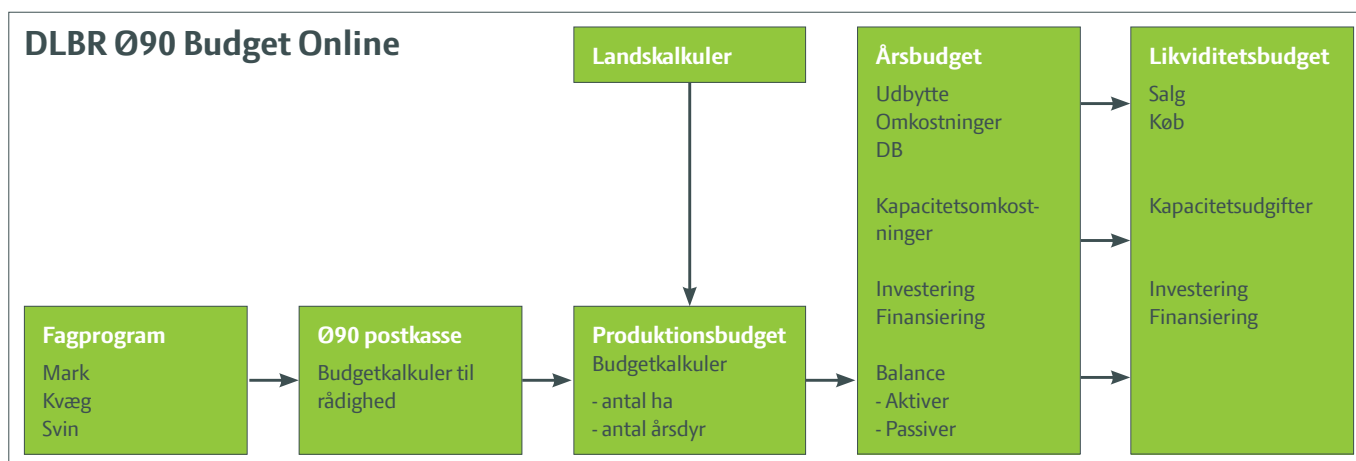 DLBR Ø90 Budget Online
Landskalkuler
Fagprogram
Mark
Kvæg
Svin
Ø90 postkasse
Budgetkalkuler til
rådighed
Produktionsbudget
Budgetkalkuler
- antal ha
- antal årsdyr
Årsbudget
Udbytte
Omkostninger
DB
Kapacitetsomkost-
ninger
Investering
Finansiering
Balance
- Aktiver
- Passiver
Likviditetsbudget
Salg
Køb
Kapacitetsudgifter
Investering
Finansiering